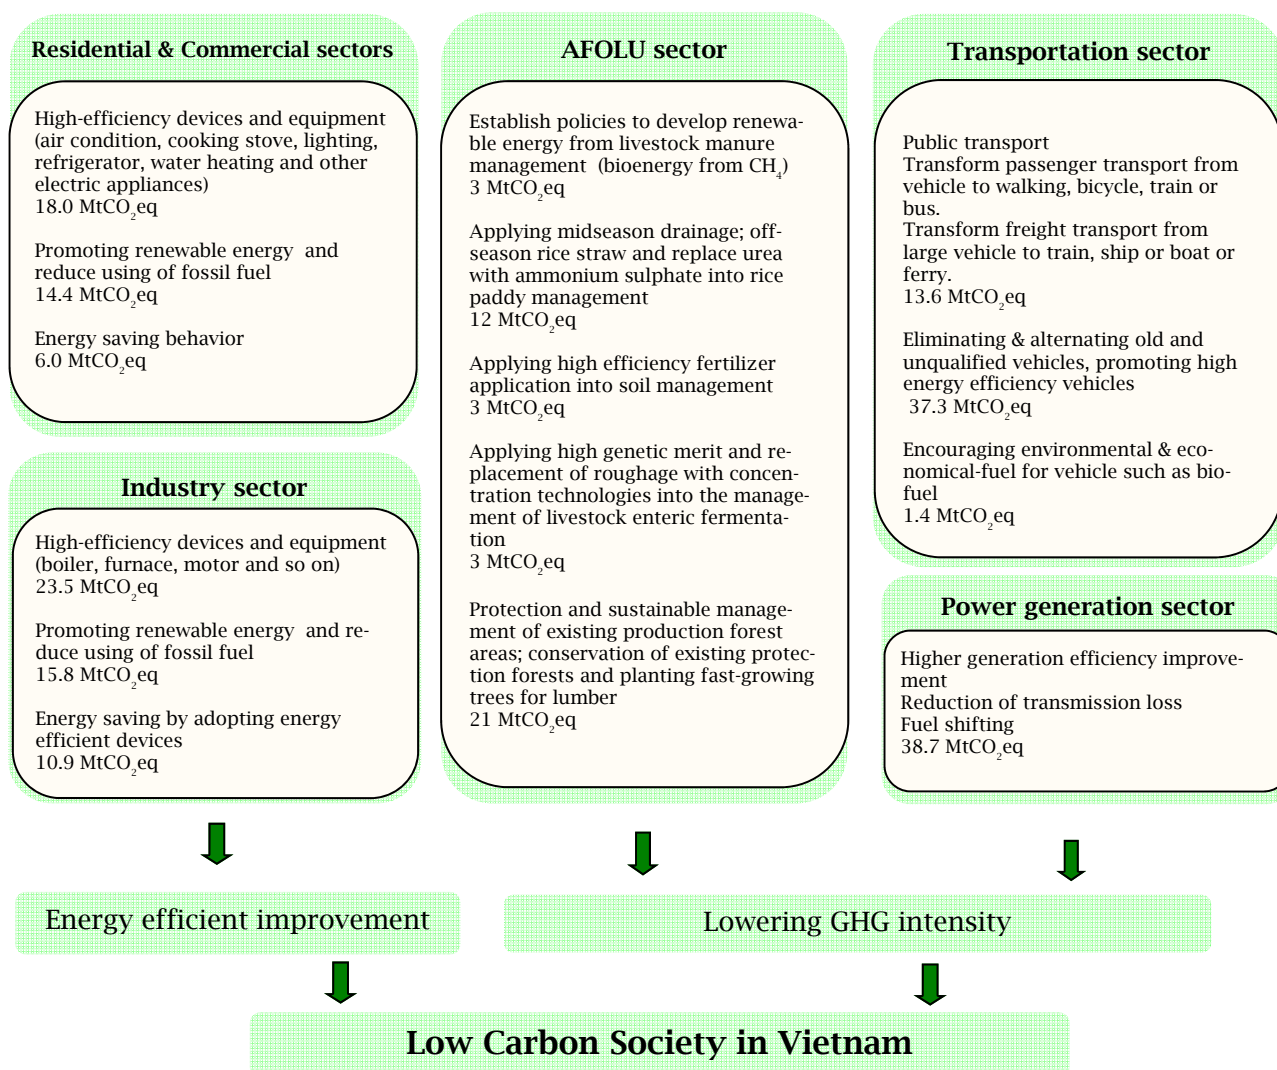 Residential & Commercial sectors
High-efficiency devices and equipment
(air condition, cooking stove, lighting,
refrigerator, water heating and other
electric appliances)
18.0 MtCO₂eq
Promoting renewable energy and
reduce using of fossil fuel
14.4 MtCO₂eq
Energy saving behavior
6.0 MtCO₂eq
Industry sector
High-efficiency devices and equipment
(boiler, furnace, motor and so on)
23.5 MtCO₂eq
Promoting renewable energy and re-
duce using of fossil fuel
15.8 MtCO₂eq
Energy saving by adopting energy
efficient devices
10.9 MtCO₂eq
AFOLU sector
Establish policies to develop renewa-
ble energy from livestock manure
management (bioenergy from CH₄)
3 MtCO₂eq
Applying midseason drainage; off-
season rice straw and replace urea
with ammonium sulphate into rice
paddy management
12 MtCO₂eq
Applying high efficiency fertilizer
application into soil management
3 MtCO₂eq
Applying high genetic merit and re-
placement of roughage with concen-
tration technologies into the manage-
ment of livestock enteric fermenta-
tion
3 MtCO₂eq
Protection and sustainable manage-
ment of existing production forest
areas; conservation of existing protec-
tion forests and planting fast-growing
trees for lumber
21 MtCO₂eq
Transportation sector
Public transport
Transform passenger transport from
vehicle to walking, bicycle, train or
bus.
Transform freight transport from
large vehicle to train, ship or boat or
ferry.
13.6 MtCO₂eq
Eliminating & alternating old and
unqualified vehicles, promoting high
energy efficiency vehicles
37.3 MtCO₂eq
Encouraging environmental & eco-
nomical-fuel for vehicle such as bio-
fuel
1.4 MtCO₂eq
Power generation sector
Higher generation efficiency improve-
ment
Reduction of transmission loss
Fuel shifting
38.7 MtCO₂eq
Energy efficient improvement
Lowering GHG intensity
Low Carbon Society in Vietnam